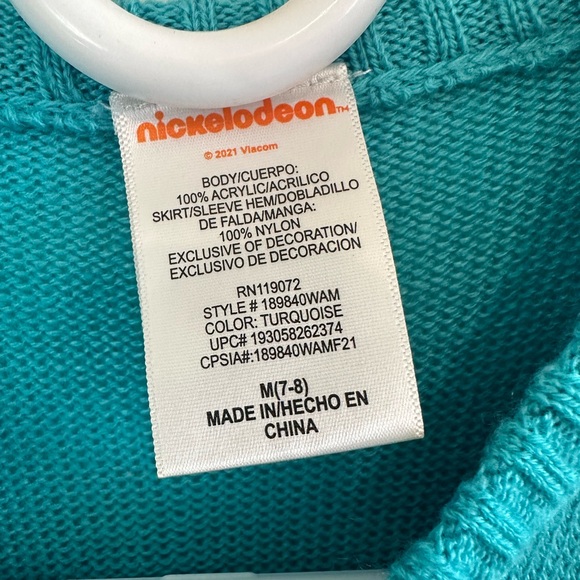 nickelodeon™
© 2021 Viacom
BODY/CUERPO:
100% ACRYLIC/ACRILICO
SKIRT/SLEEVE HEM/DOBLADILLO
DE FALDA/MANGA:
100% NYLON
EXCLUSIVE OF DECORATION/
EXCLUSIVO DE DECORACION
RN119072
STYLE # 189840WAM
COLOR: TURQUOISE
UPC# 193058262374
CPSIA#:189840WAMF21
M(7-8)
MADE IN/HECHO EN
CHINA